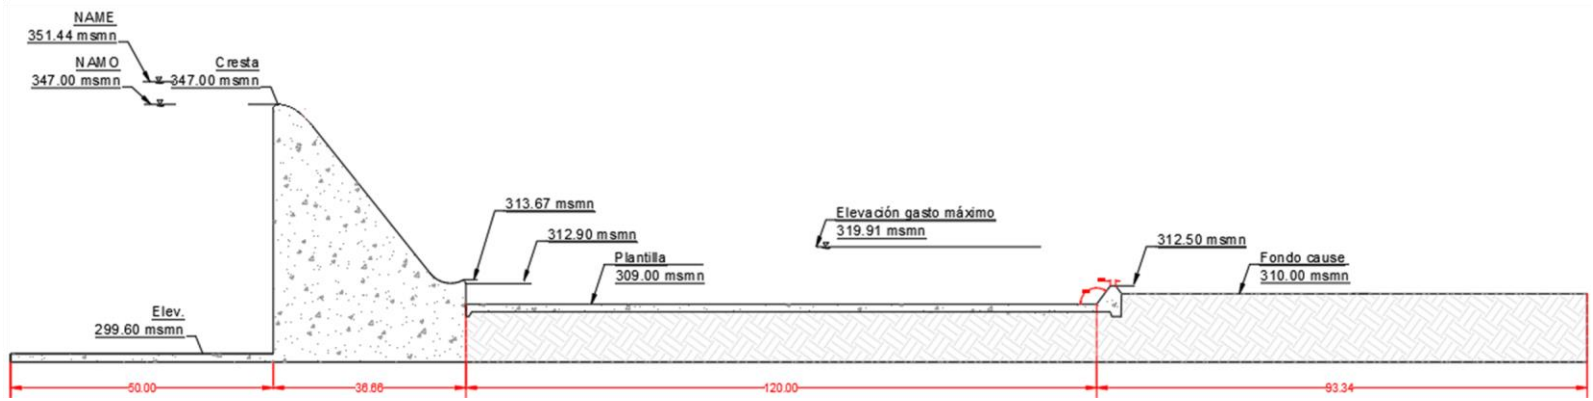 NAME
351.44 msmn
NAMO
347.00 msmn
Cresta
347.00 msmn
313.67 msmn
312.90 msmn
Plantilla
309.00 msmn
Elevación gasto máximo
319.91 msmn
312.50 msmn
Fondo cause
310.00 msmn
Elev.
299.60 msmn
50.00
36.66
120.00
93.34